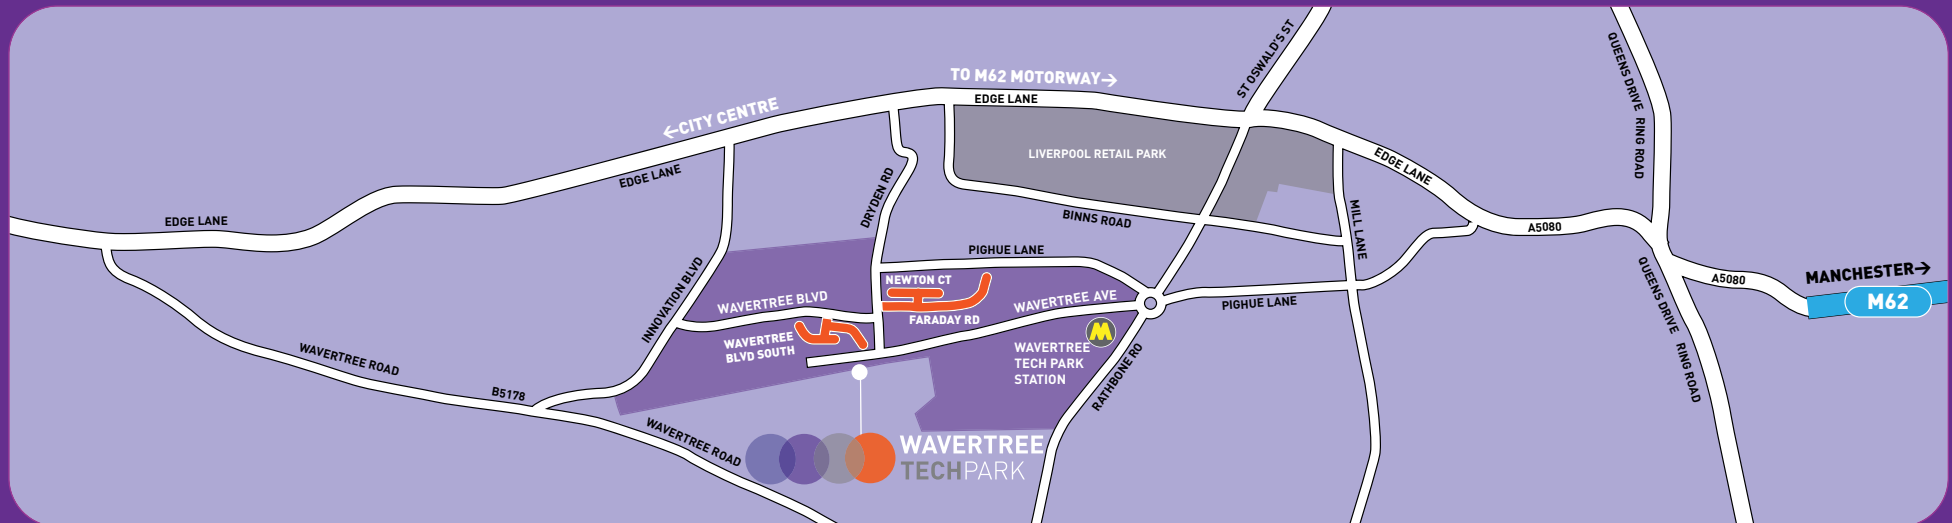 TO M62 MOTORWAY→
←CITY CENTRE
EDGE LANE
ST OSWALD'S ST
QUEENS DRIVE
RING ROAD
LIVERPOOL RETAIL PARK
EDGE LANE
EDGE LANE
EDGE LANE
DRYDEN RD
BINNS ROAD
MILL LANE
A5080
PIGHUE LANE
INNOVATION BLVD
NEWTON CT
WAVERTREE BLVD
WAVERTREE AVE
FARADAY RD
PIGHUE LANE
QUEENS DRIVE
RING ROAD
A5080
MANCHESTER→
M62
WAVERTREE
BLVD SOUTH
M
WAVERTREE
TECH PARK
STATION
RATHBONE RO
WAVERTREE ROAD
B5178
WAVERTREE ROAD
WAVERTREE
TECHPARK